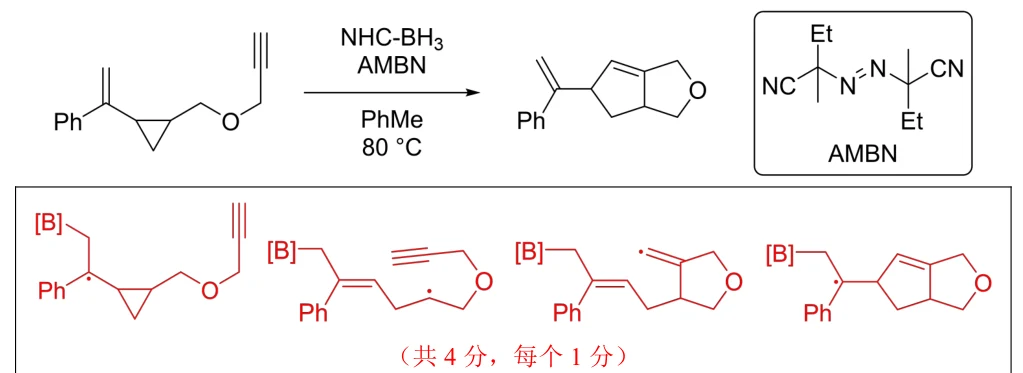 NHC-BH3
AMBN
PhMe
80 °C
Ph
O
Ph
O
Et
NC
N=N
CN
Et
AMBN
[B]
Ph
O
[B]
Ph
O
[B]
Ph
O
[B]
Ph
O
（共 4 分，每个 1 分）